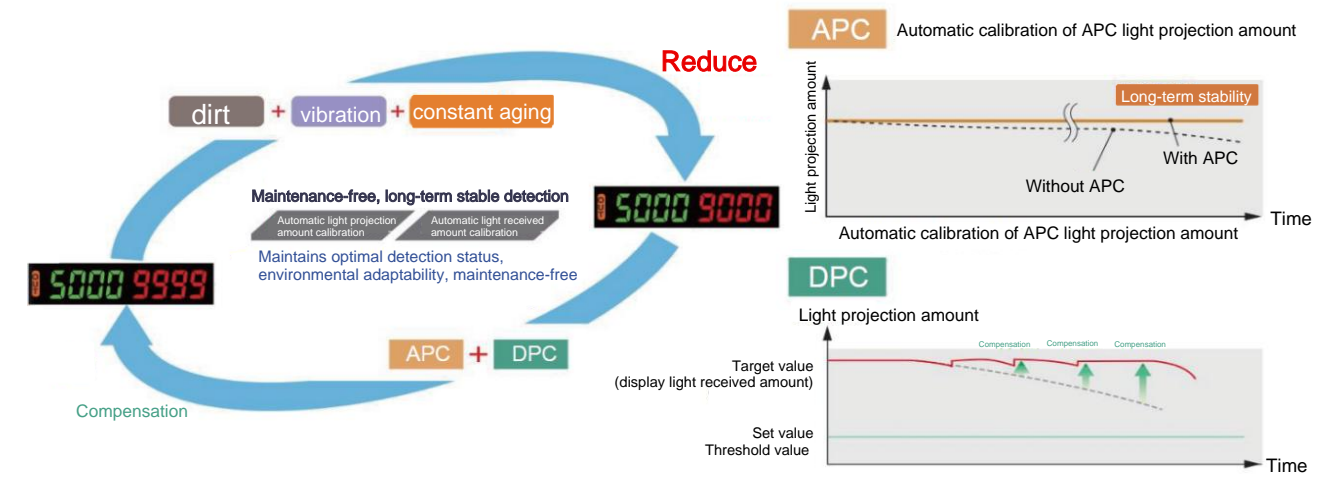 Reduce
dirt + vibration + constant aging
Maintenance-free, long-term stable detection
Automatic light projection
amount calibration
Automatic light received
amount calibration
Maintains optimal detection status,
environmental adaptability, maintenance-free
OUT 5000 9000
OUT 5000 9999
APC + DPC
Compensation
APC
Automatic calibration of APC light projection amount
Light projection amount
Long-term stability
With APC
Without APC
Time
Automatic calibration of APC light projection amount
DPC
Light projection amount
Compensation
Compensation
Compensation
Target value
(display light received amount)
Set value
Threshold value
Time